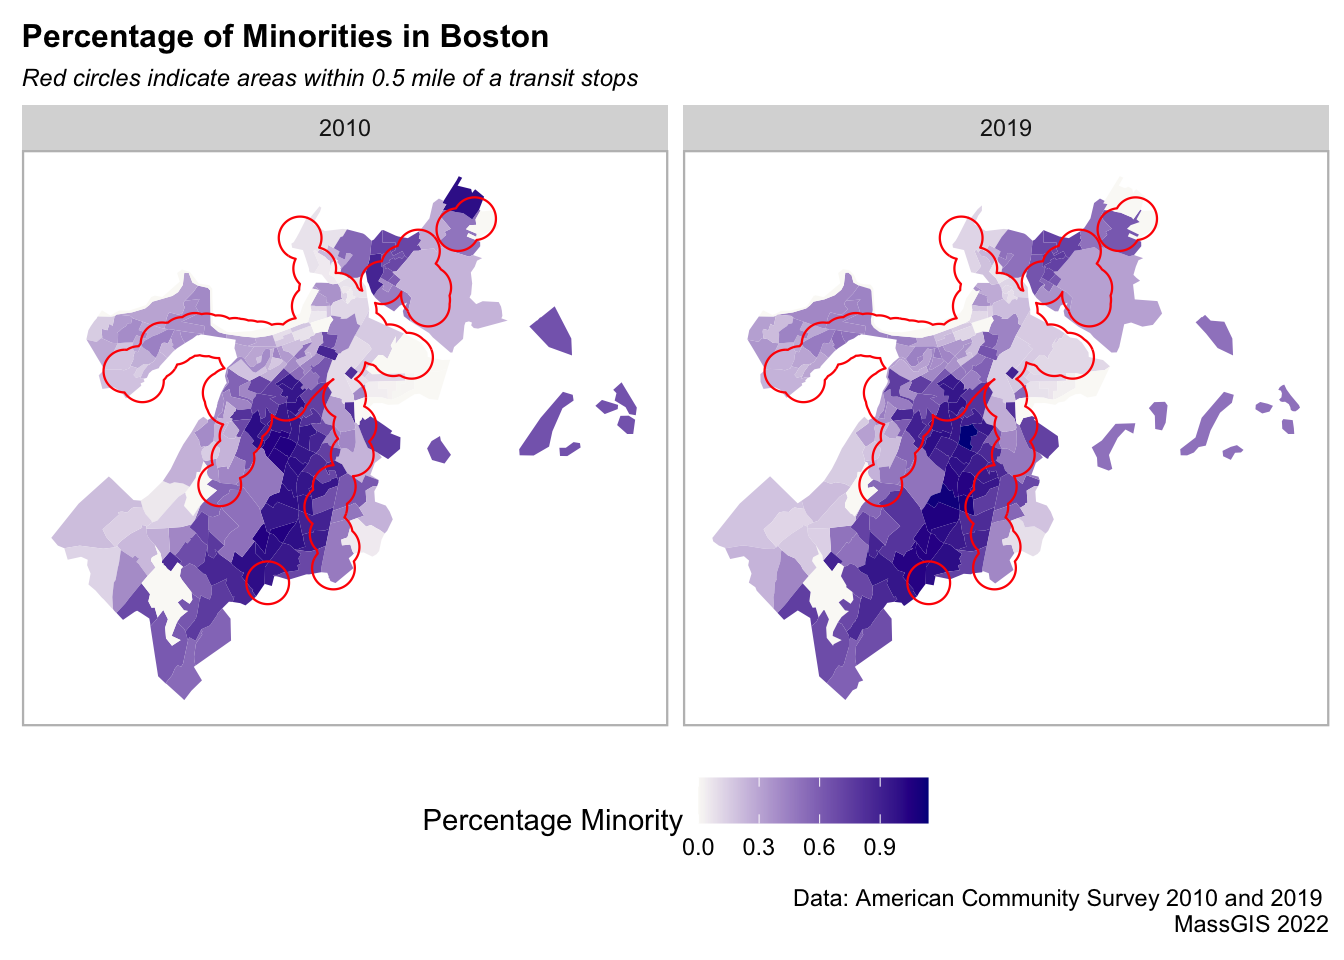 Percentage of Minorities in Boston
Red circles indicate areas within 0.5 mile of a transit stops
2010
2019
Percentage Minority
0.0 0.3 0.6 0.9
Data: American Community Survey 2010 and 2019
MassGIS 2022